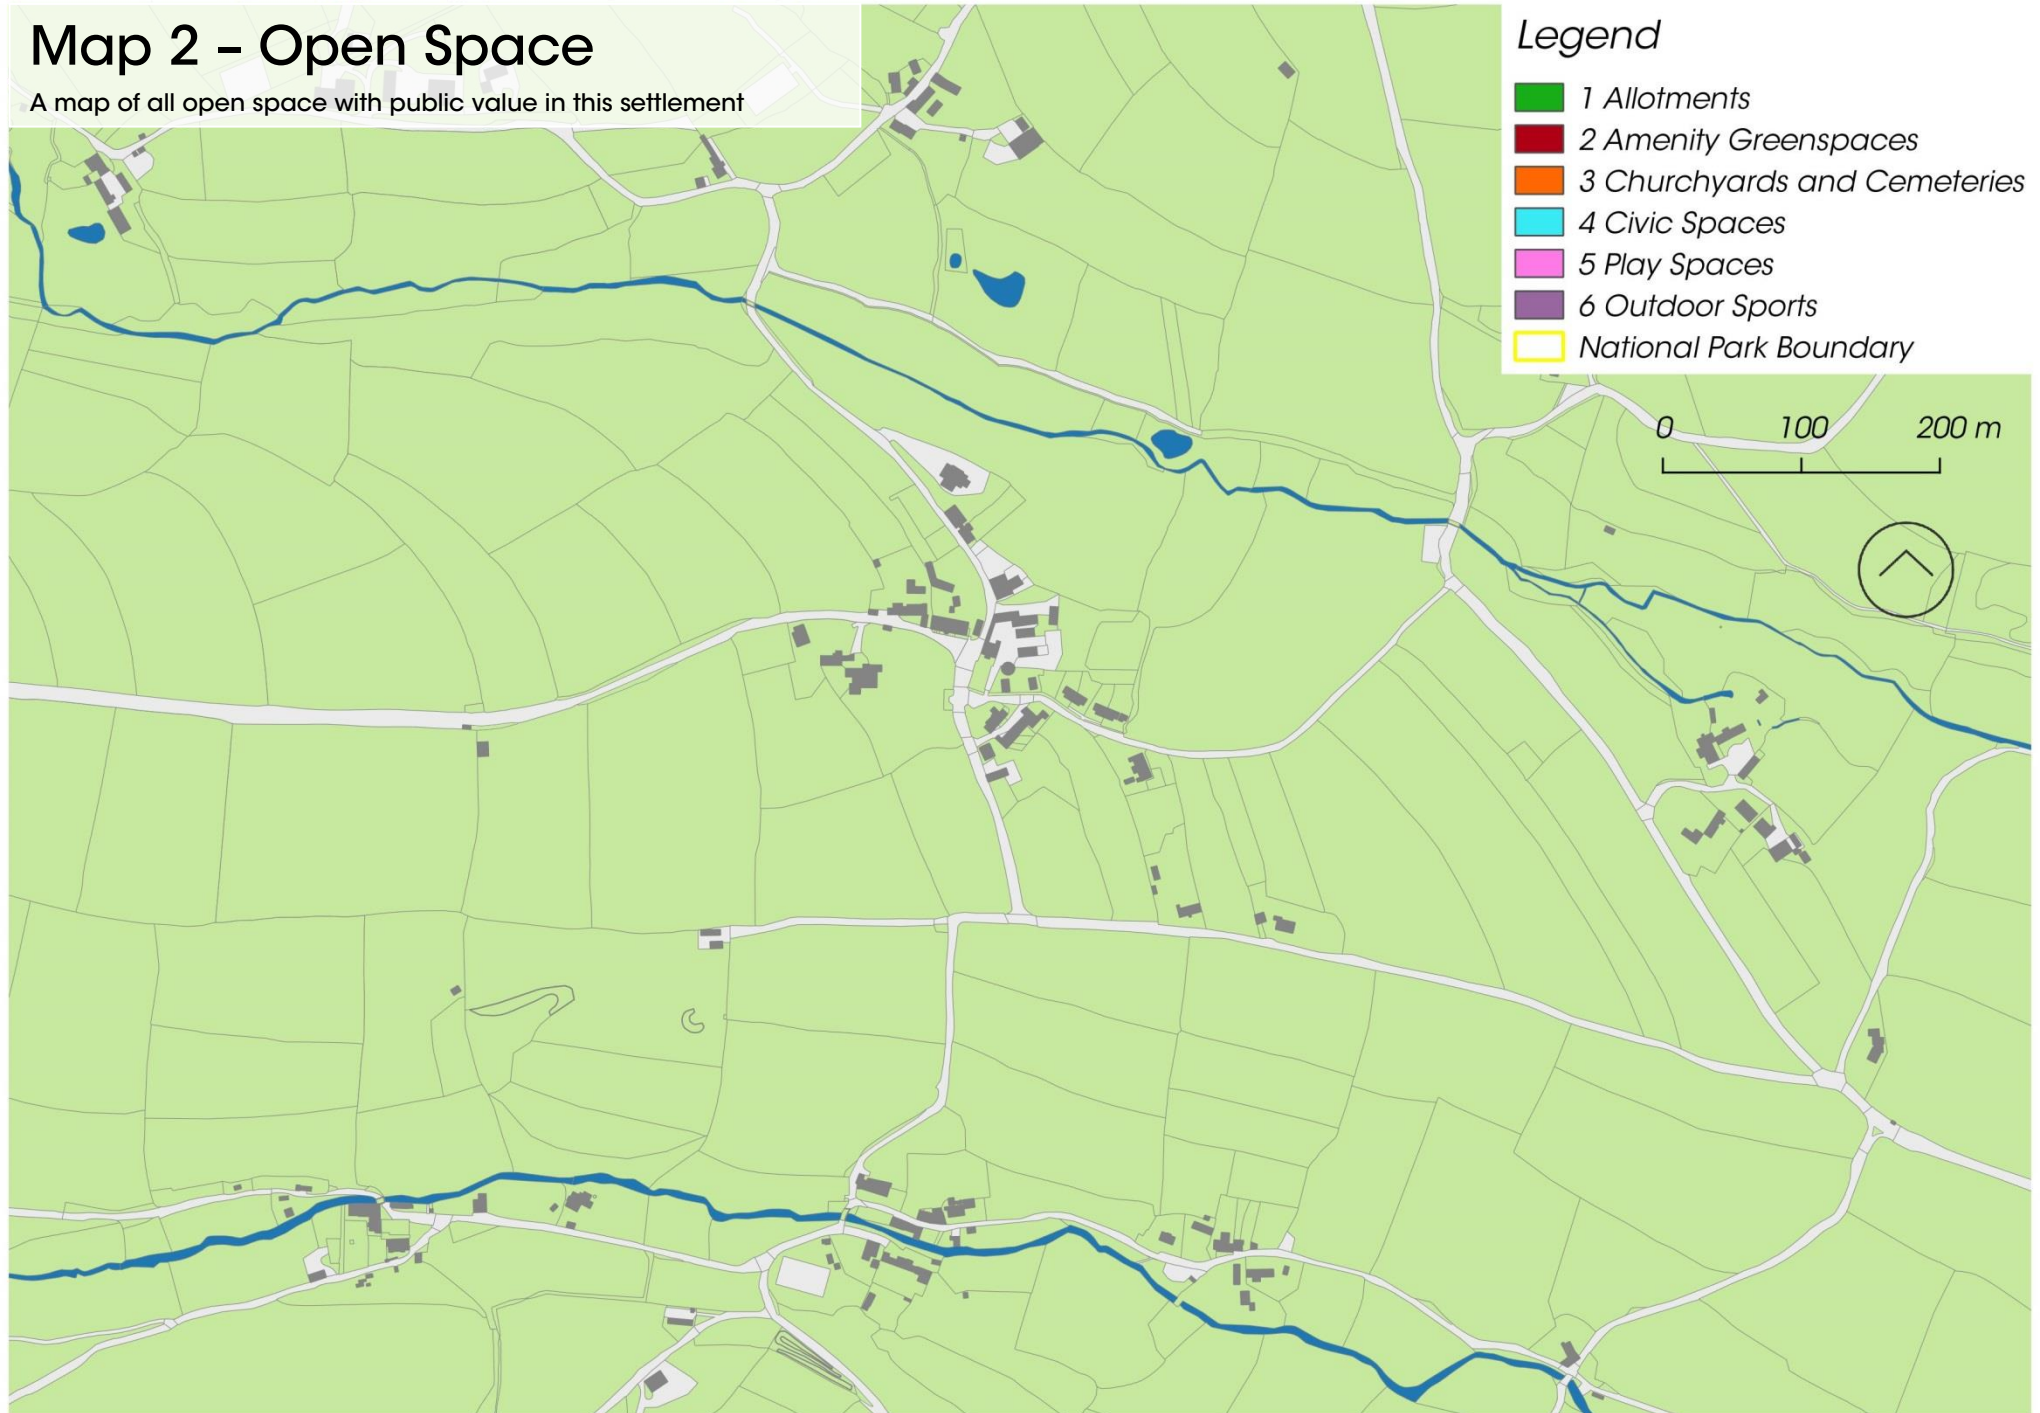 Map 2 – Open Space
A map of all open space with public value in this settlement
Legend
1 Allotments
2 Amenity Greenspaces
3 Churchyards and Cemeteries
4 Civic Spaces
5 Play Spaces
6 Outdoor Sports
National Park Boundary
0 100 200 m